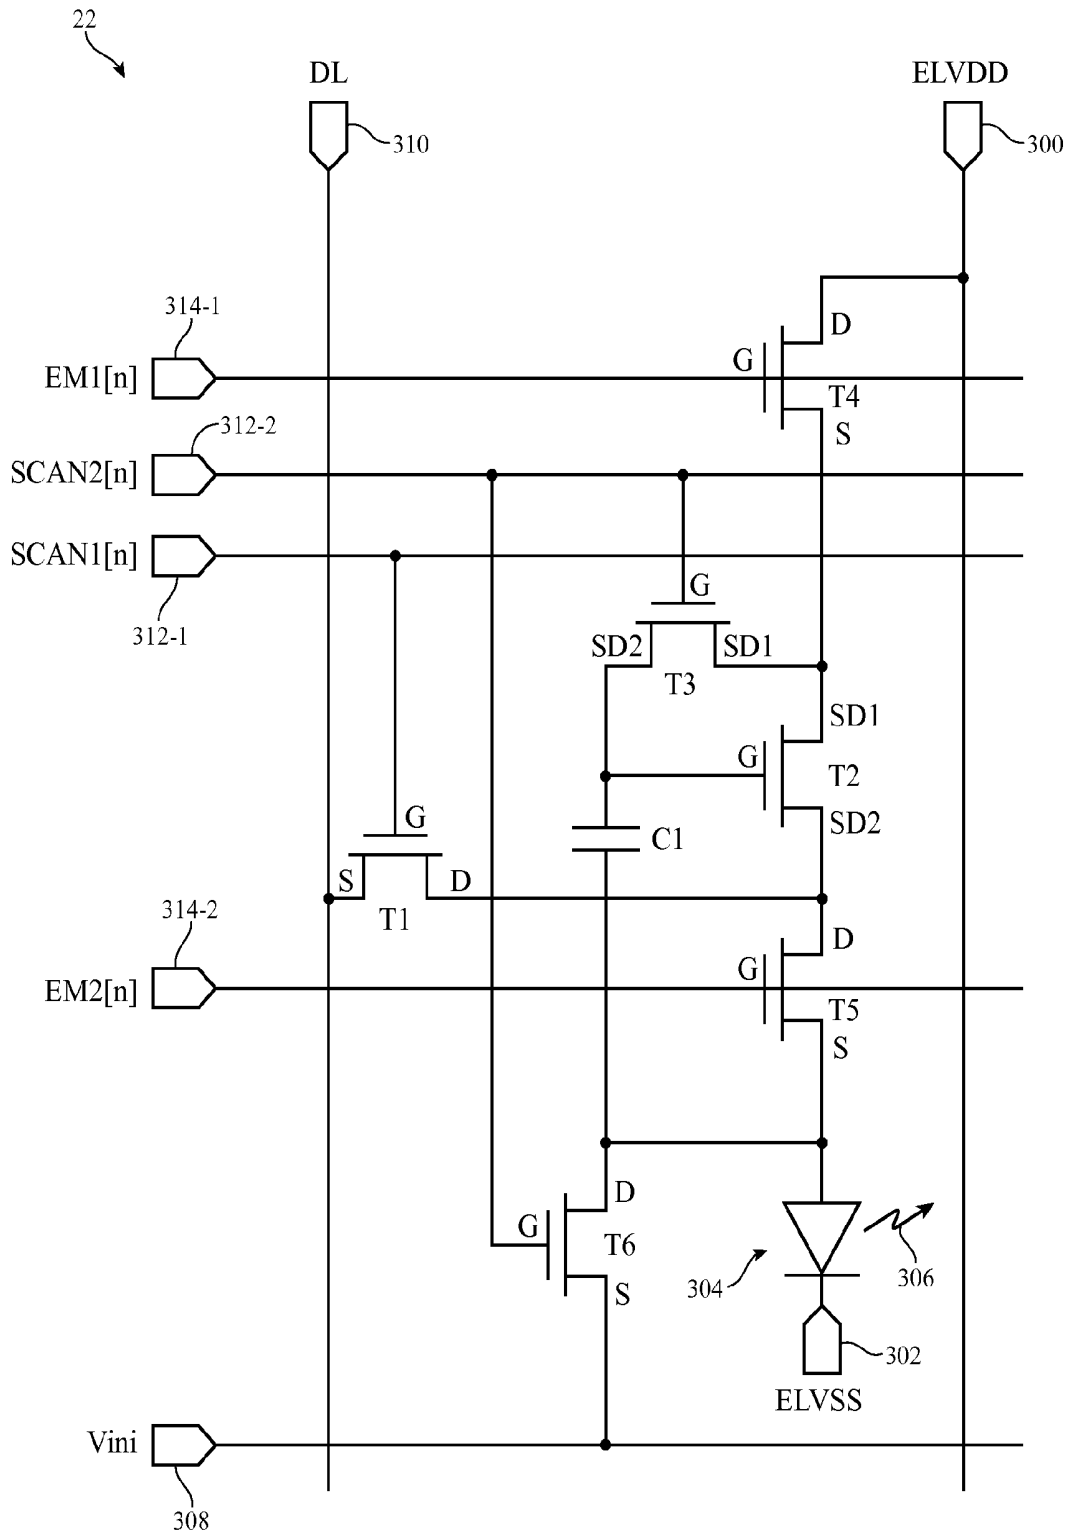 22
DL
ELVDD
310
300
314-1
D
G
EM1[n]
T4
312-2
S
SCAN2[n]
SCAN1[n]
G
312-1
SD2
SD1
T3
SD1
G
T2
G
SD2
C1
S
D
314-2
T1
D
G
EM2[n]
T5
S
D
G
T6
306
304
S
302
ELVSS
Vini
308